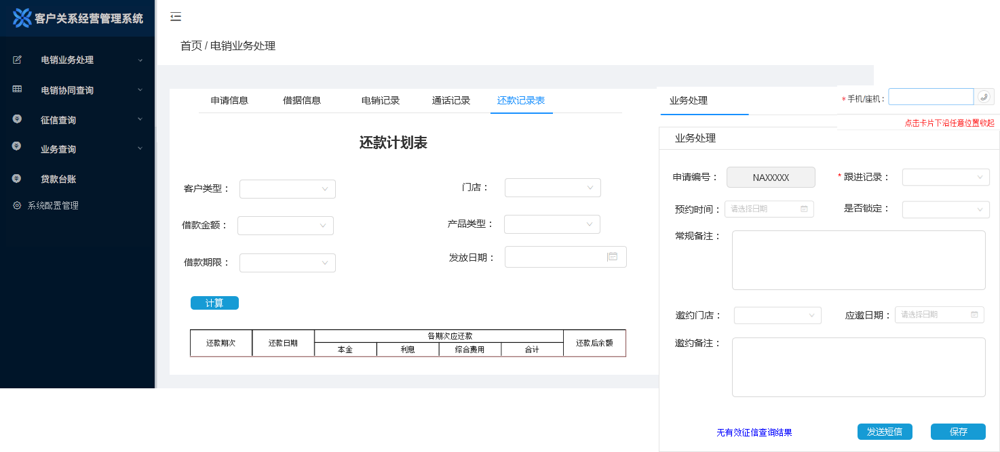 客户关系经营管理系统
电销业务处理
电销协同查询
征信查询
业务查询
贷款台账
系统配置管理
首页 / 电销业务处理
申请信息 借据信息 电销记录 通话记录 还款记录表
还款计划表
客户类型： 门店：
借款金额： 产品类型：
借款期限： 发放日期：
计算
还款期次 还款日期 各期次应还款 还款后余额
本金 利息 综合费用 合计
业务处理
*手机/座机：
点击卡片下沿任意位置收起
业务处理
申请编号： NAXXXXX *跟进记录：
预约时间： 请选择日期 是否锁定：
常规备注：
邀约门店： 应邀日期： 请选择日期
邀约备注：
无有效征信查询结果 发送短信 保存